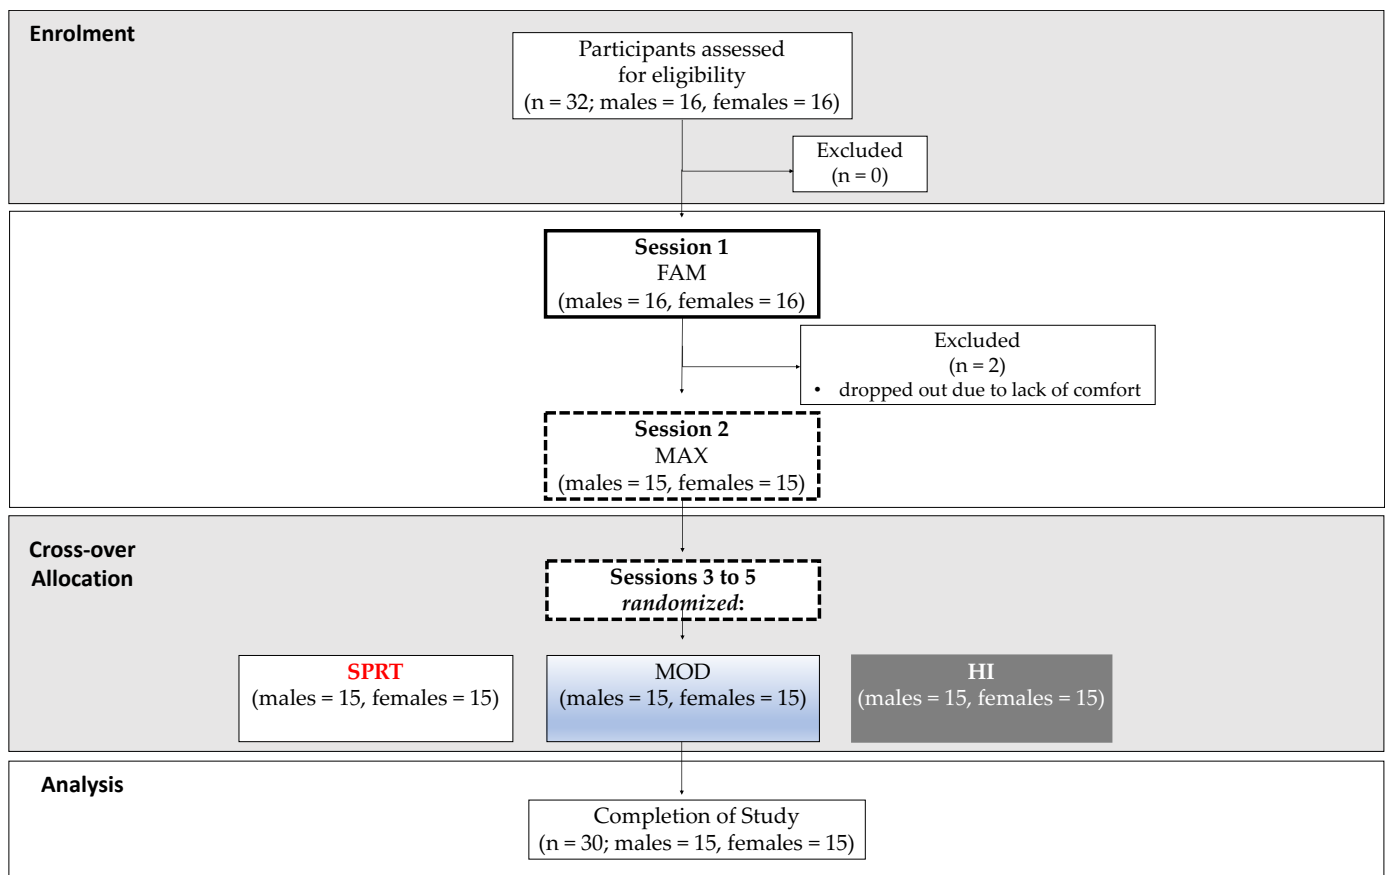 Enrolment
Participants assessed
for eligibility
(n = 32; males = 16, females = 16)
Excluded
(n = 0)
Session 1
FAM
(males = 16, females = 16)
Excluded
(n = 2)
• dropped out due to lack of comfort
Session 2
MAX
(males = 15, females = 15)
Cross-over
Allocation
Sessions 3 to 5
randomized:
SPRT
(males = 15, females = 15)
MOD
(males = 15, females = 15)
HI
(males = 15, females = 15)
Analysis
Completion of Study
(n = 30; males = 15, females = 15)